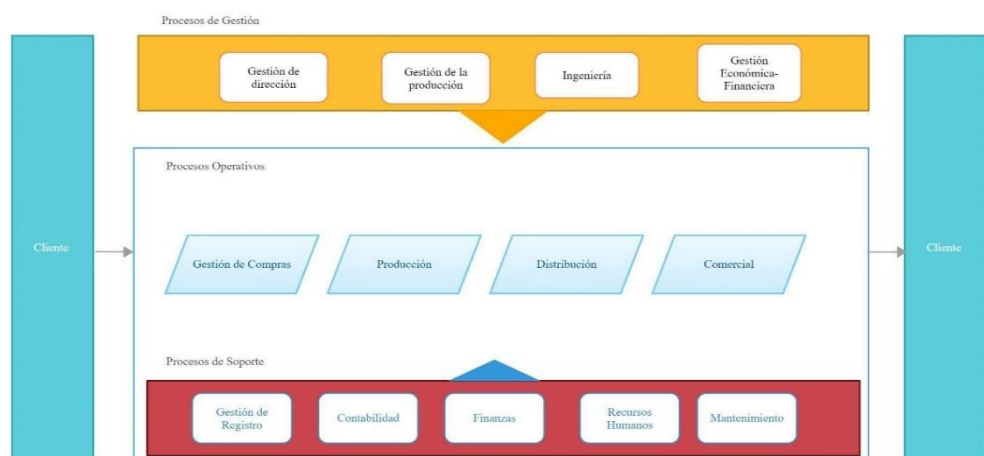 Procesos de Gestión
Gestión de
dirección
Gestión de la
producción
Ingeniería
Gestión
Económica-
Financiera
Procesos Operativos
Cliente
Gestión de Compras
Producción
Distribución
Comercial
Cliente
Procesos de Soporte
Gestión de
Registro
Contabilidad
Finanzas
Recursos
Humanos
Mantenimiento